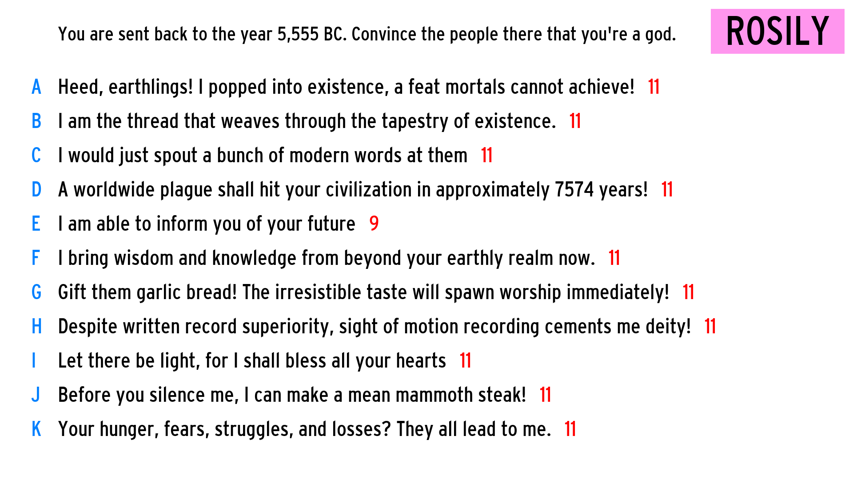 You are sent back to the year 5,555 BC. Convince the people there that you're a god.
ROSILY
A Heed, earthlings! I popped into existence, a feat mortals cannot achieve! 11
B I am the thread that weaves through the tapestry of existence. 11
C I would just spout a bunch of modern words at them 11
D A worldwide plague shall hit your civilization in approximately 7574 years! 11
E I am able to inform you of your future 9
F I bring wisdom and knowledge from beyond your earthly realm now. 11
G Gift them garlic bread! The irresistible taste will spawn worship immediately! 11
H Despite written record superiority, sight of motion recording cements me deity! 11
I Let there be light, for I shall bless all your hearts 11
J Before you silence me, I can make a mean mammoth steak! 11
K Your hunger, fears, struggles, and losses? They all lead to me. 11